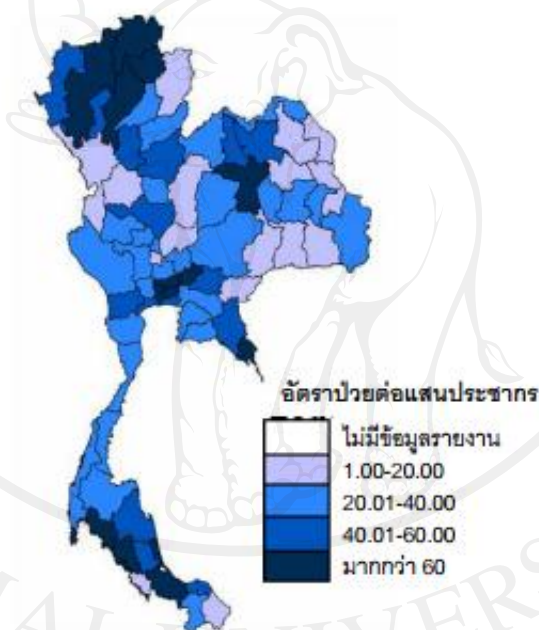 อัตราป่วยต่อแสนประชากร
ไม่มีข้อมูลรายงาน
1.00-20.00
20.01-40.00
40.01-60.00
มากกว่า 60